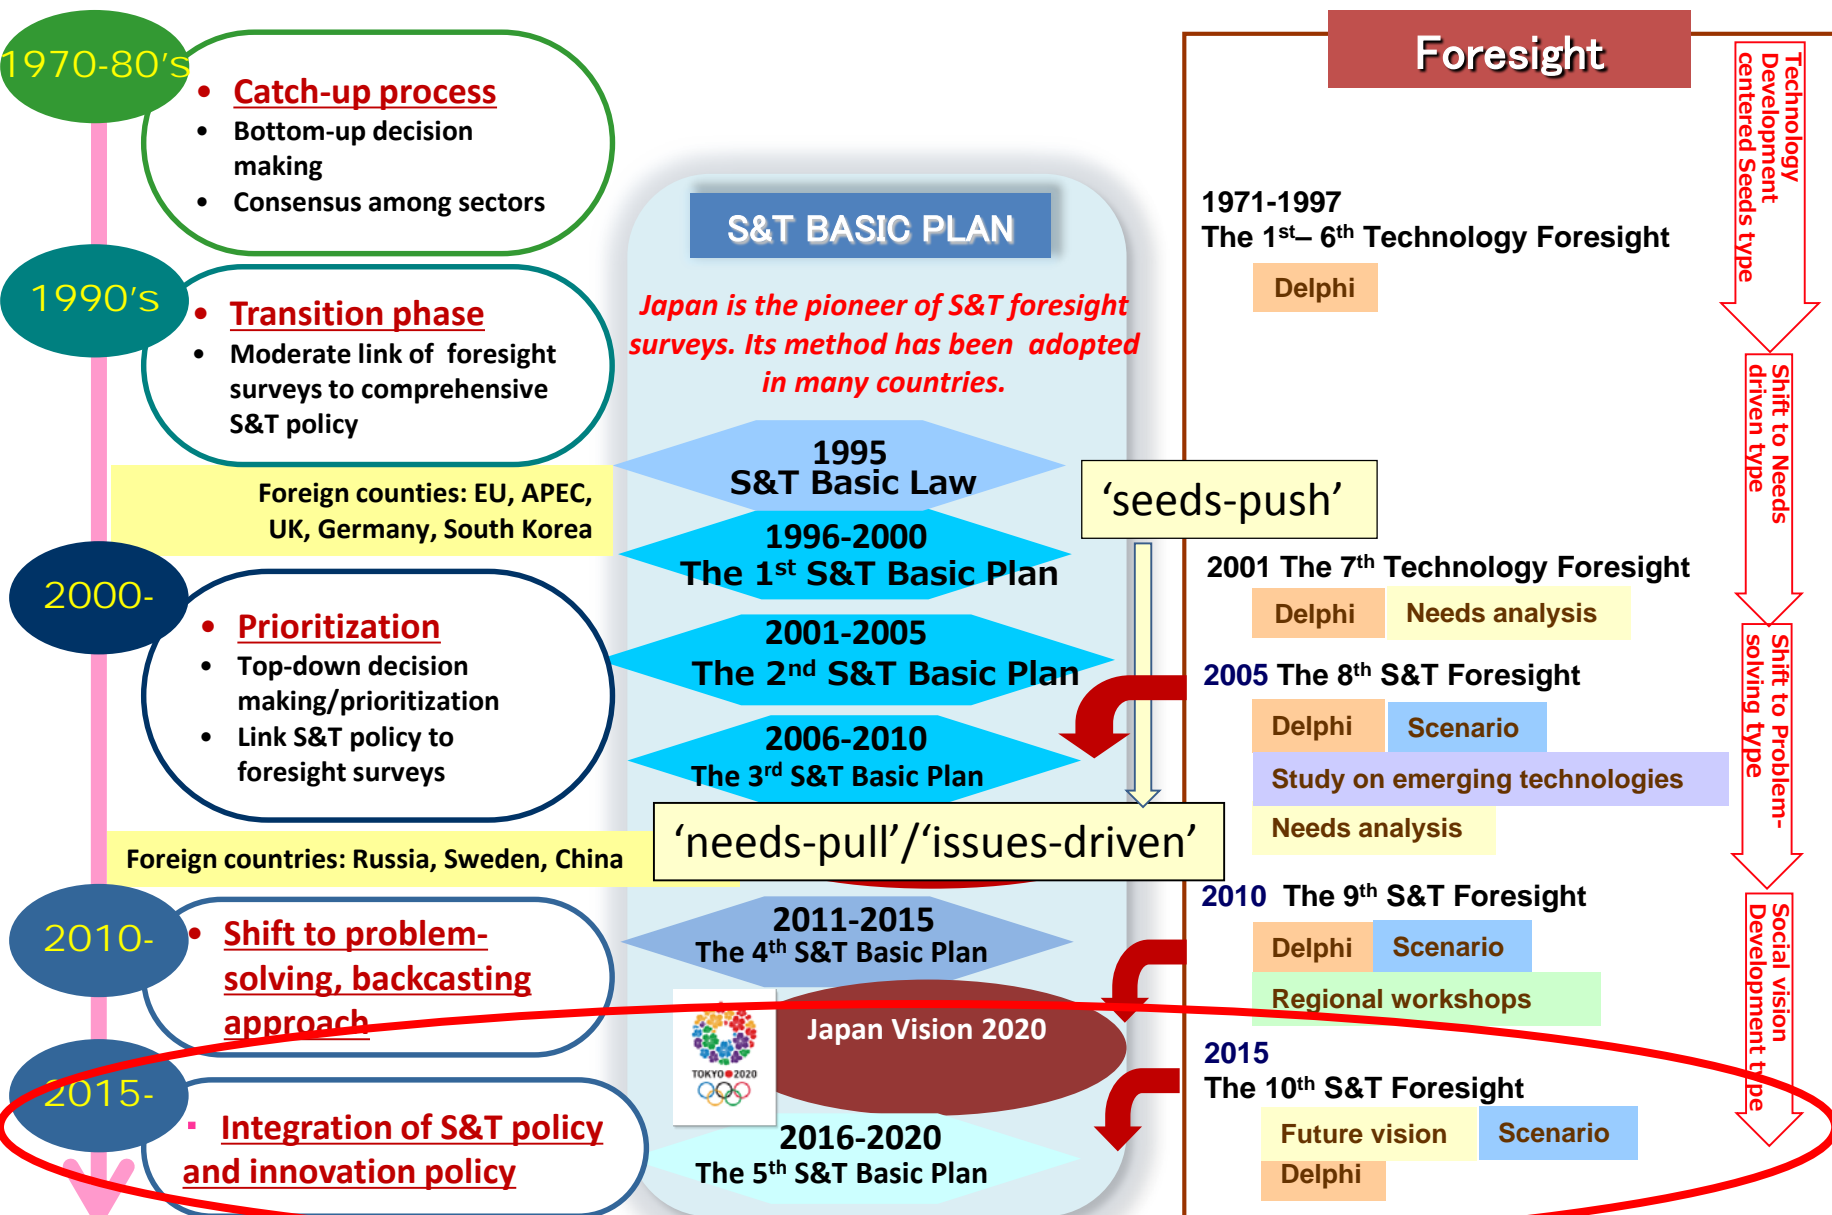 1970-80's
• Catch-up process
• Bottom-up decision
making
• Consensus among sectors
1990's
• Transition phase
• Moderate link of foresight
surveys to comprehensive
S&T policy
Foreign counties: EU, APEC,
UK, Germany, South Korea
2000-
• Prioritization
• Top-down decision
making/prioritization
• Link S&T policy to
foresight surveys
Foreign countries: Russia, Sweden, China
2010-
• Shift to problem-
solving, backcasting
approach
2015-
▪ Integration of S&T policy
and innovation policy
S&T BASIC PLAN
Japan is the pioneer of S&T foresight
surveys. Its method has been adopted
in many countries.
1995
S&T Basic Law
1996-2000
The 1st S&T Basic Plan
2001-2005
The 2nd S&T Basic Plan
2006-2010
The 3rd S&T Basic Plan
‘seeds-push’
‘needs-pull’/‘issues-driven’
2011-2015
The 4th S&T Basic Plan
Japan Vision 2020
TOKYO 2020
2016-2020
The 5th S&T Basic Plan
Foresight
1971-1997
The 1st– 6th Technology Foresight
Delphi
2001 The 7th Technology Foresight
Delphi
Needs analysis
2005 The 8th S&T Foresight
Delphi
Scenario
Study on emerging technologies
Needs analysis
2010 The 9th S&T Foresight
Delphi
Scenario
Regional workshops
2015
The 10th S&T Foresight
Future vision
Scenario
Delphi
Technology
Development
centered Seeds type
Shift to Needs
driven type
Shift to Problem-
solving type
Social vision
Development type